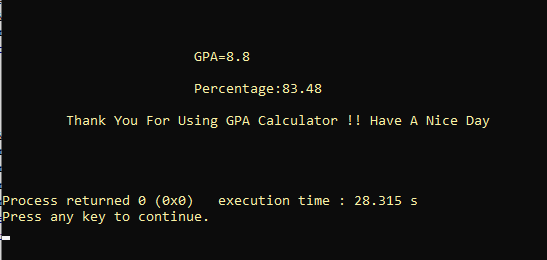 GPA=8.8
Percentage:83.48
Thank You For Using GPA Calculator !! Have A Nice Day
Process returned 0 (0x0)   execution time : 28.315 s
Press any key to continue.